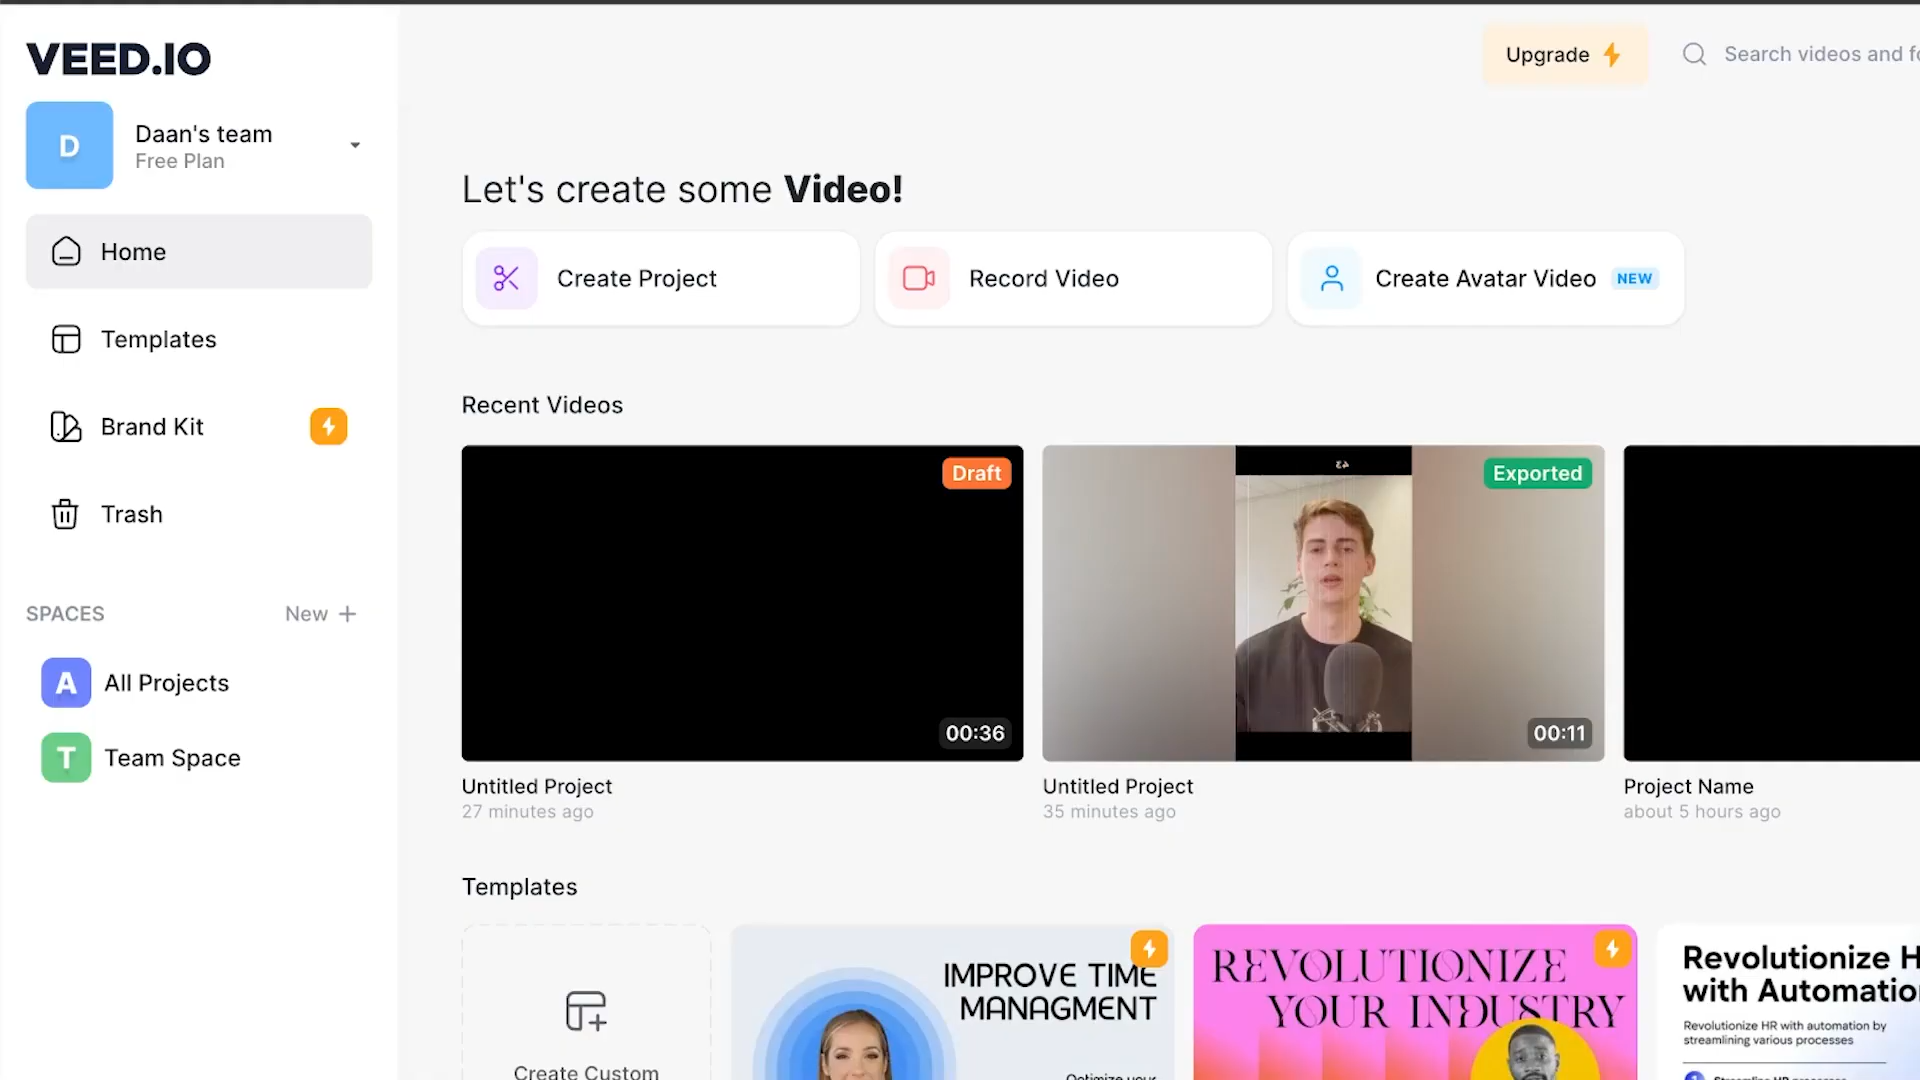 VEED.IO
D
Daan's team
Free Plan
Home
Templates
Brand Kit
Trash
SPACES
New +
A
All Projects
T
Team Space
Upgrade
Search videos and fo
Let's create some Video!
Create Project
Record Video
Create Avatar Video NEW
Recent Videos
Draft
00:36
Untitled Project
27 minutes ago
Exported
00:11
Untitled Project
35 minutes ago
Project Name
about 5 hours ago
Templates
Create Custom
IMPROVE TIME
MANAGMENT
Optimize your
REVOLUTIONIZE
YOUR INDUSTRY
Revolutionize H
with Automatio
Revolutionize HR with automation by
streamlining various processes